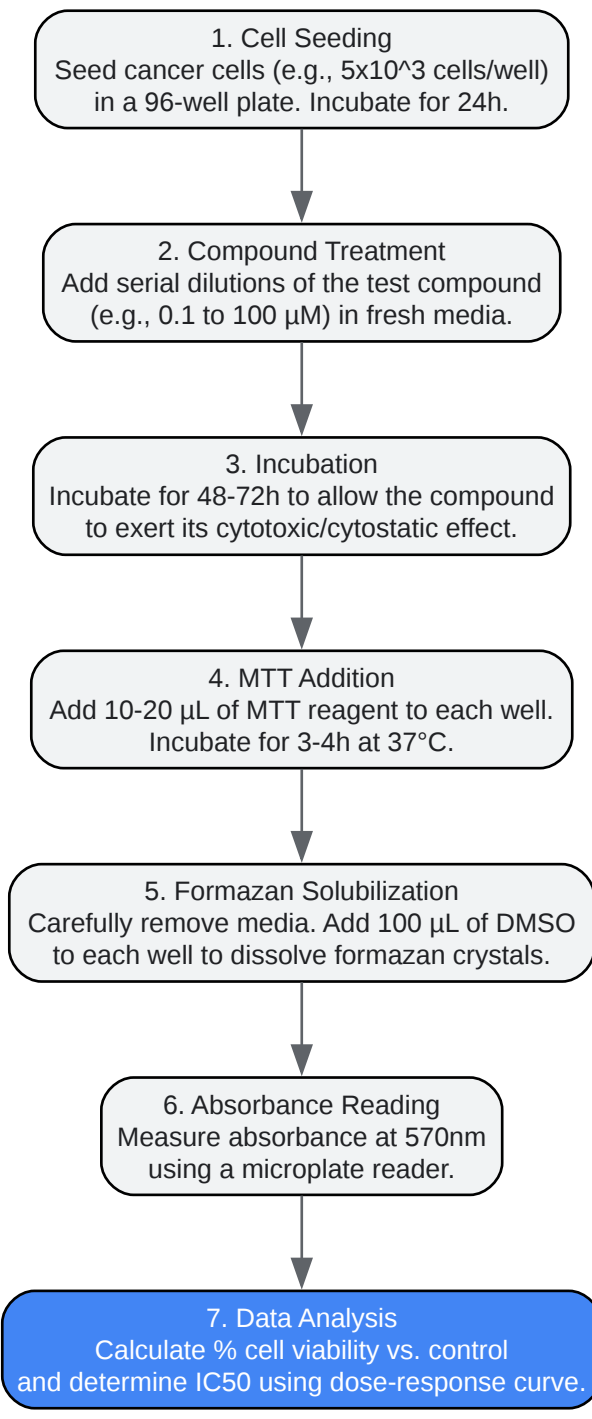 1. Cell Seeding
Seed cancer cells (e.g., 5x10^3 cells/well)
in a 96-well plate. Incubate for 24h.
2. Compound Treatment
Add serial dilutions of the test compound
(e.g., 0.1 to 100 µM) in fresh media.
3. Incubation
Incubate for 48-72h to allow the compound
to exert its cytotoxic/cytostatic effect.
4. MTT Addition
Add 10-20 µL of MTT reagent to each well.
Incubate for 3-4h at 37°C.
5. Formazan Solubilization
Carefully remove media. Add 100 µL of DMSO
to each well to dissolve formazan crystals.
6. Absorbance Reading
Measure absorbance at 570nm
using a microplate reader.
7. Data Analysis
Calculate % cell viability vs. control
and determine IC50 using dose-response curve.